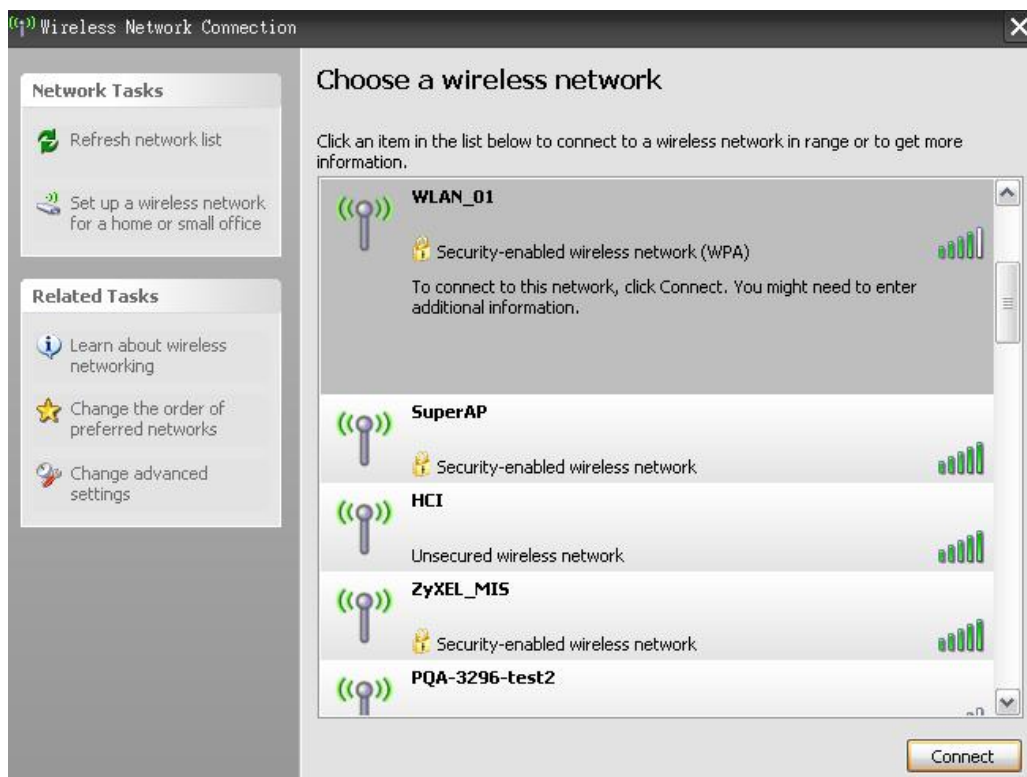 Wireless Network Connection
Network Tasks
Refresh network list
Set up a wireless network
for a home or small office
Related Tasks
Learn about wireless
networking
Change the order of
preferred networks
Change advanced
settings
Choose a wireless network
Click an item in the list below to connect to a wireless network in range or to get more
information.
WLAN_01
Security-enabled wireless network (WPA)
To connect to this network, click Connect. You might need to enter
additional information.
SuperAP
Security-enabled wireless network
HCI
Unsecured wireless network
ZyXEL_MIS
Security-enabled wireless network
PQA-3296-test2
Connect